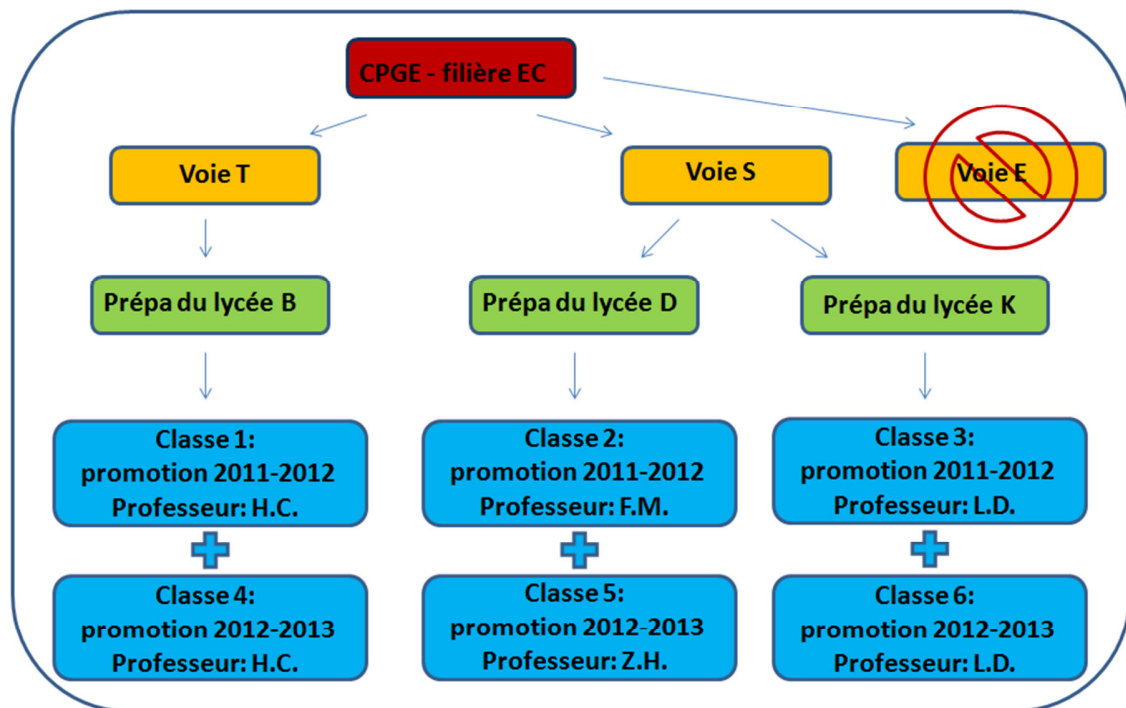 CPGE - filière EC
Voie T
Voie S
Voie E
Prépa du lycée B
Prépa du lycée D
Prépa du lycée K
Classe 1:
promotion 2011-2012
Professeur: H.C.
Classe 2:
promotion 2011-2012
Professeur: F.M.
Classe 3:
promotion 2011-2012
Professeur: L.D.
Classe 4:
promotion 2012-2013
Professeur: H.C.
Classe 5:
promotion 2012-2013
Professeur: Z.H.
Classe 6:
promotion 2012-2013
Professeur: L.D.